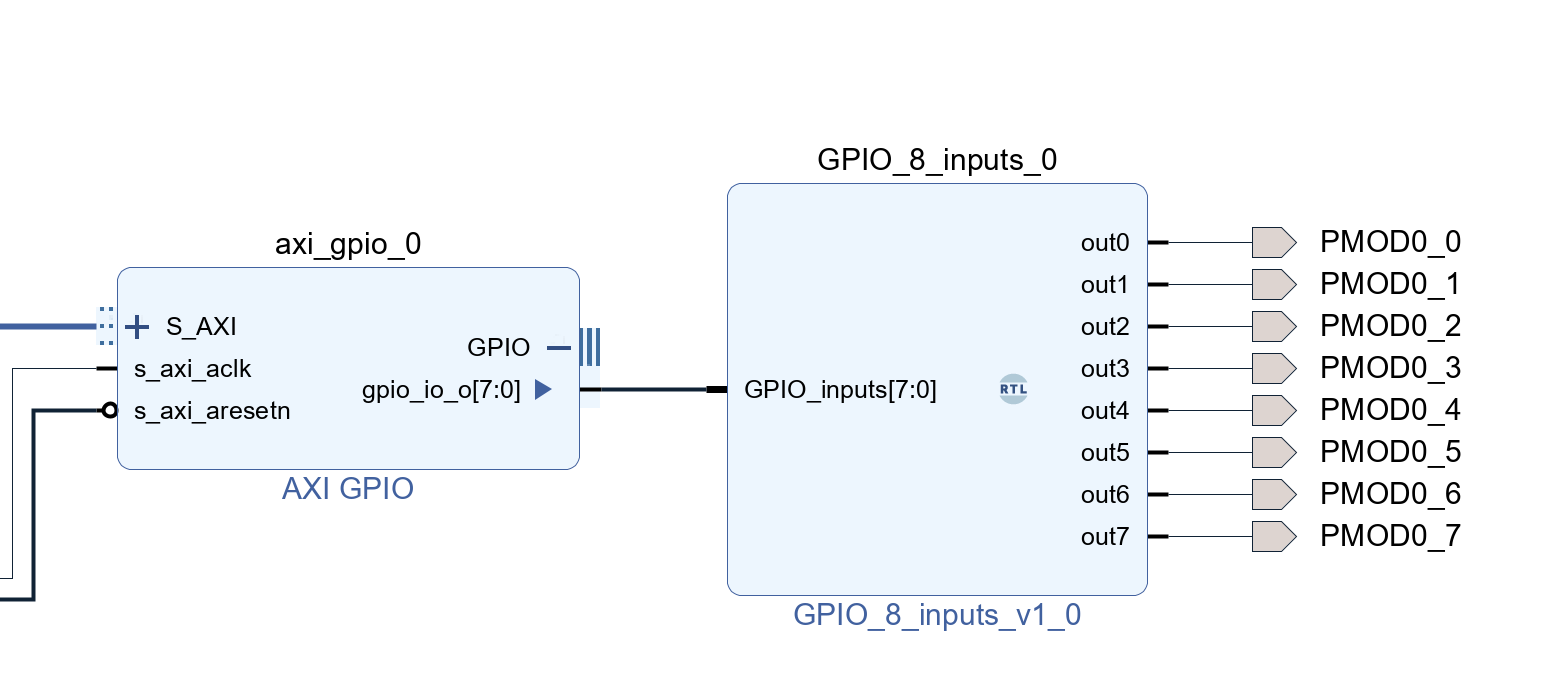 axi_gpio_0
S_AXI
s_axi_aclk
s_axi_aresetn
GPIO
gpio_io_o[7:0]
AXI GPIO
GPIO_8_inputs_0
GPIO_inputs[7:0]
RTL
out0
out1
out2
out3
out4
out5
out6
out7
GPIO_8_inputs_v1_0
PMOD0_0
PMOD0_1
PMOD0_2
PMOD0_3
PMOD0_4
PMOD0_5
PMOD0_6
PMOD0_7